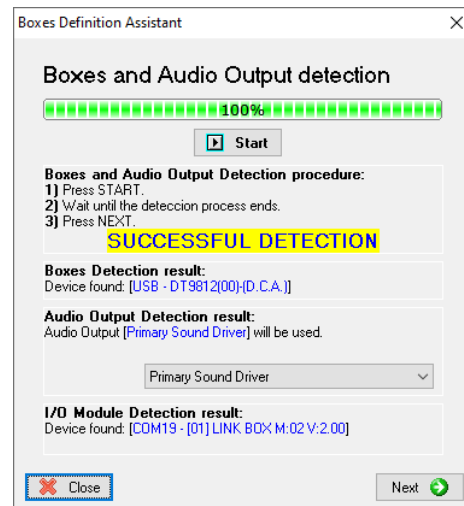 Boxes Definition Assistant
Boxes and Audio Output detection
100%
Start
Boxes and Audio Output Detection procedure:
1) Press START.
2) Wait until the deteccion process ends.
3) Press NEXT.
SUCCESSFUL DETECTION
Boxes Detection result:
Device found: [USB - DT9812(00)-(D.C.A.)]
Audio Output Detection result:
Audio Output [Primary Sound Driver] will be used.
Primary Sound Driver
I/O Module Detection result:
Device found: [COM19 - [01] LINK BOX M:02 V:2.00]
Close
Next